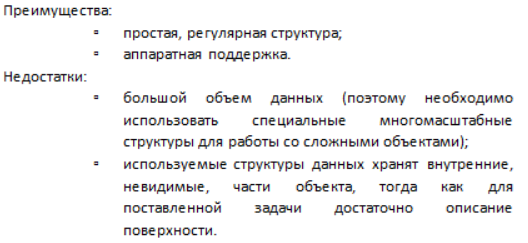 Преимущества:
▫ простая, регулярная структура;
▫ аппаратная поддержка.
Недостатки:
▫ большой объем данных (поэтому необходимо
использовать специальные многомасштабные
структуры для работы со сложными объектами);
▫ используемые структуры данных хранят внутренние,
невидимые, части объекта, тогда как для
поставленной задачи достаточно описание
поверхности.